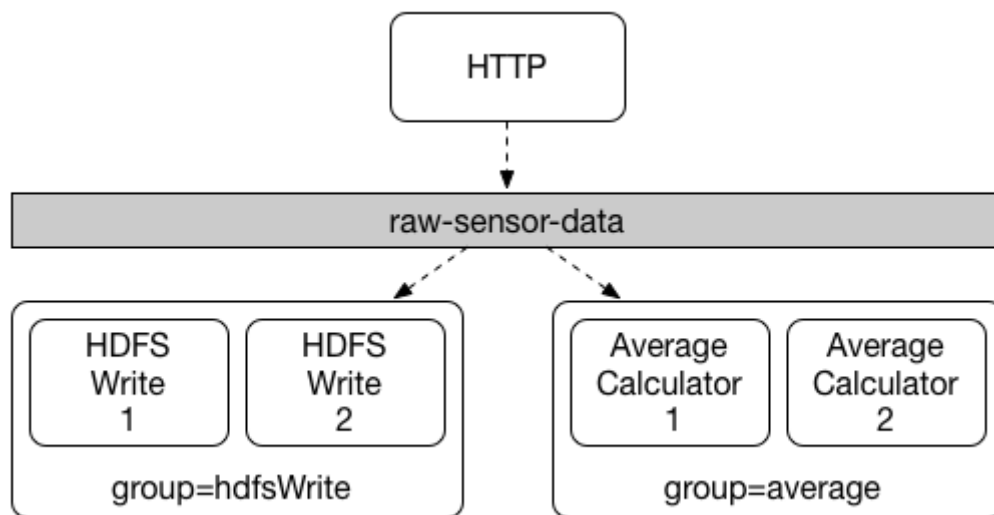 HTTP
raw-sensor-data
HDFS
Write
1
HDFS
Write
2
group=hdfsWrite
Average
Calculator
1
Average
Calculator
2
group=average